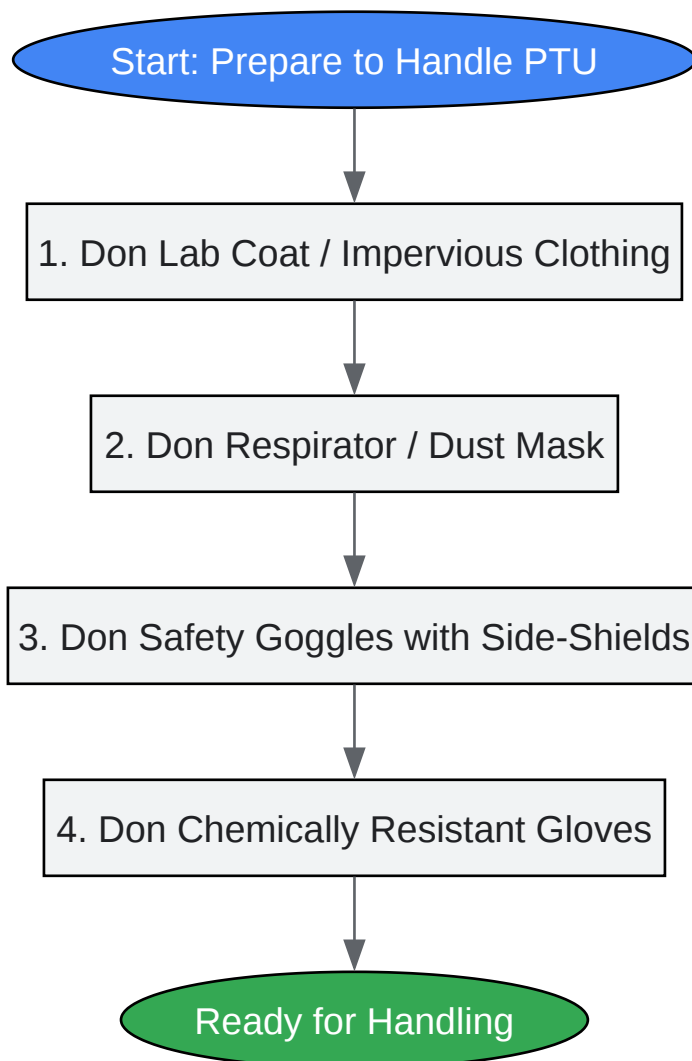 Start: Prepare to Handle PTU
1. Don Lab Coat / Impervious Clothing
2. Don Respirator / Dust Mask
3. Don Safety Goggles with Side-Shields
4. Don Chemically Resistant Gloves
Ready for Handling